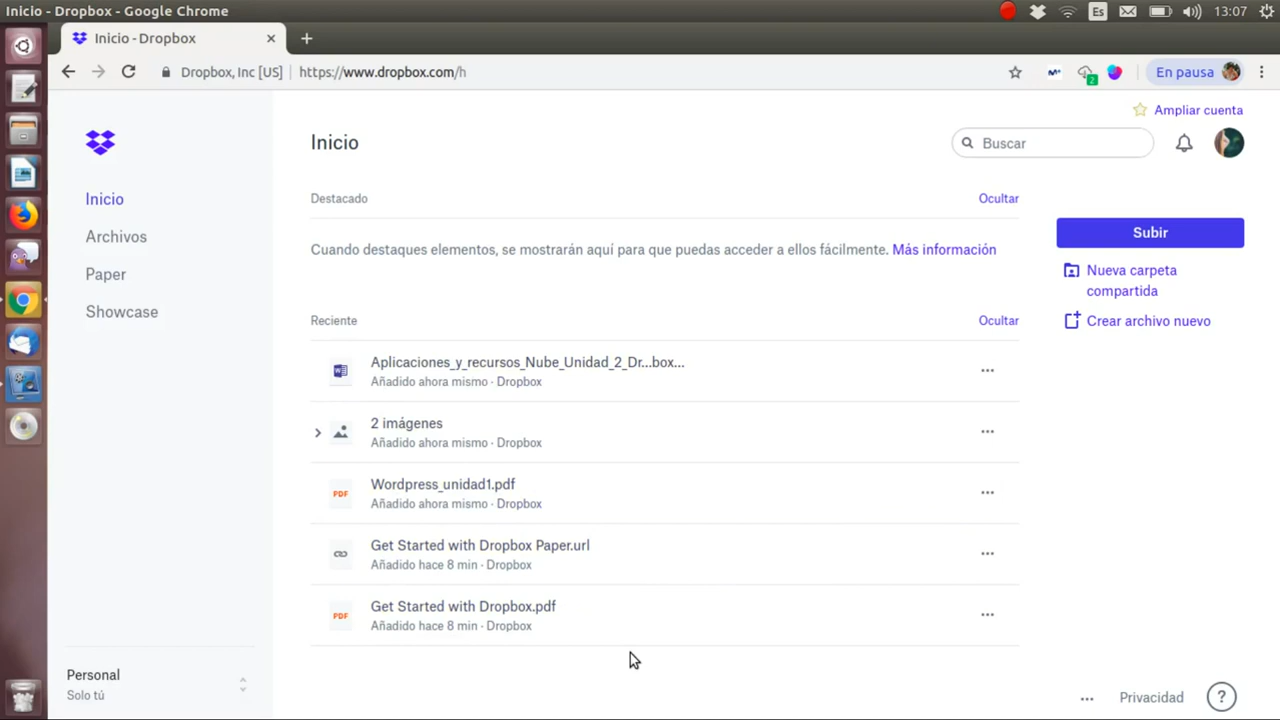 Inicio - Dropbox - Google Chrome
Es
13:07
Inicio - Dropbox
Dropbox, Inc [US]
https://www.dropbox.com/h
2
En pausa
Ampliar cuenta
Inicio
Buscar
Inicio
Archivos
Paper
Showcase
Destacado
Ocultar
Cuando destaques elementos, se mostrarán aquí para que puedas acceder a ellos fácilmente. Más información
Subir
Nueva carpeta
compartida
Crear archivo nuevo
Reciente
Ocultar
Aplicaciones_y_recursos_Nube_Unidad_2_Dr...box...
Añadido ahora mismo · Dropbox
2 imágenes
Añadido ahora mismo · Dropbox
PDF
Wordpress_unidad1.pdf
Añadido ahora mismo · Dropbox
Get Started with Dropbox Paper.url
Añadido hace 8 min · Dropbox
PDF
Get Started with Dropbox.pdf
Añadido hace 8 min · Dropbox
Personal
Solo tú
Privacidad
?